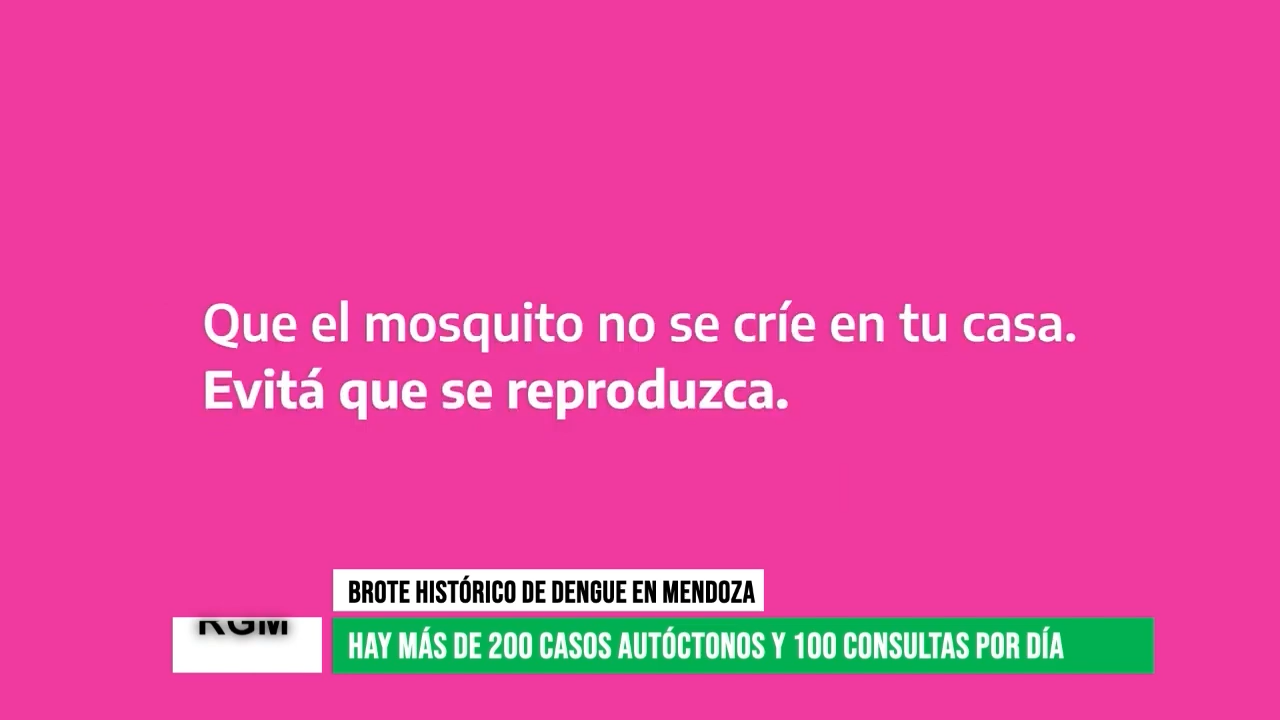 Que el mosquito no se críe en tu casa.
Evitá que se reproduzca.
BROTE HISTÓRICO DE DENGUE EN MENDOZA
RGM
HAY MÁS DE 200 CASOS AUTÓCTONOS Y 100 CONSULTAS POR DÍA